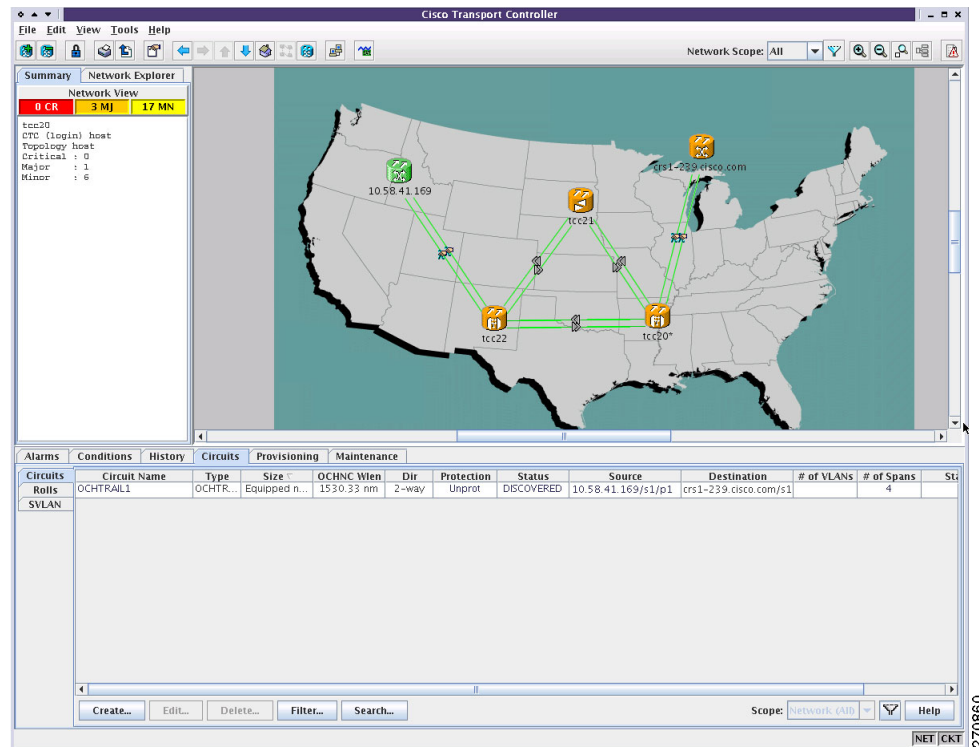 Cisco Transport Controller
File Edit View Tools Help
Network Scope: All
Summary Network Explorer
Network View
0 CR 3 MJ 17 MN
tcc20
CTC (login) host
Topology host
Critical : 0
Major : 1
Minor : 6
crs1-239.cisco.com
10.58.41.169
tcc21
tcc22
tcc20*
Alarms Conditions History Circuits Provisioning Maintenance
Circuits
Rolls
SVLAN
Circuit Name Type Size OCHNC Wlen Dir Protection Status Source Destination # of VLANs # of Spans Sta
OCHTRAIL1 OCHTR... Equipped n... 1530.33 nm 2-way Unprot DISCOVERED 10.58.41.169/s1/p1 crs1-239.cisco.com/s1 4
Create... Edit... Delete... Filter... Search... Scope: Network (All) Help
NET CKT